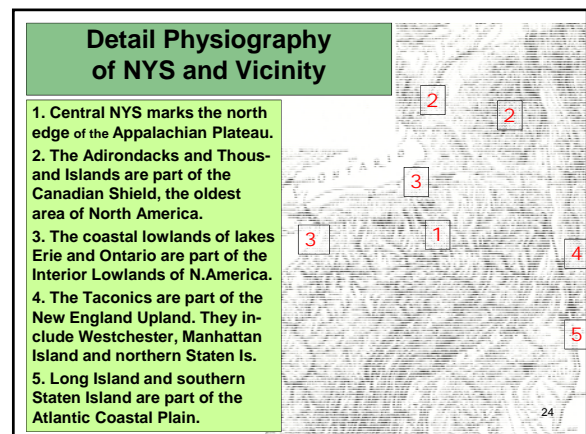 Detail Physiography
of NYS and Vicinity
1. Central NYS marks the north
edge of the Appalachian Plateau.
2. The Adirondacks and Thous-
and Islands are part of the
Canadian Shield, the oldest
area of North America.
3. The coastal lowlands of lakes
Erie and Ontario are part of the
Interior Lowlands of N.America.
4. The Taconics are part of the
New England Upland. They in-
clude Westchester, Manhattan
Island and northern Staten Is.
5. Long Island and southern
Staten Island are part of the
Atlantic Coastal Plain.
2
2
ONTARIO
3
3
1
4
5
24